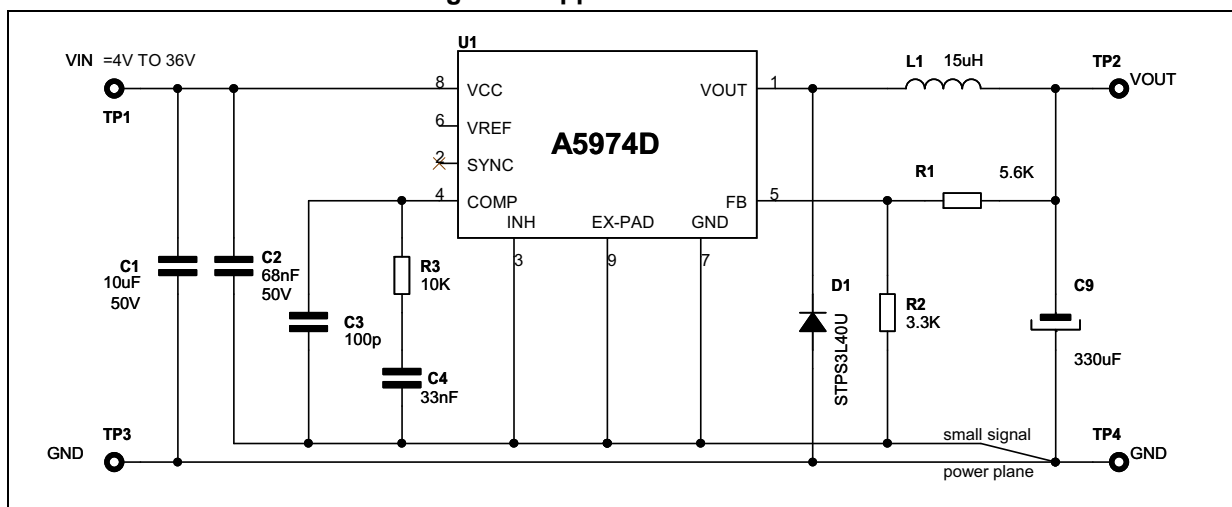 U1
VIN =4V TO 36V
TP1
8
VCC
6
VREF
2
SYNC
4
COMP
A5974D
VOUT
1
FB
5
INH
EX-PAD
GND
3
9
7
L1 15uH
TP2
VOUT
R1 5.6K
C1
10uF
50V
C2
68nF
50V
C3
100p
R3
10K
C4
33nF
D1
STPS3L40U
R2
3.3K
C9
330uF
TP3
GND
small signal
power plane
TP4
GND